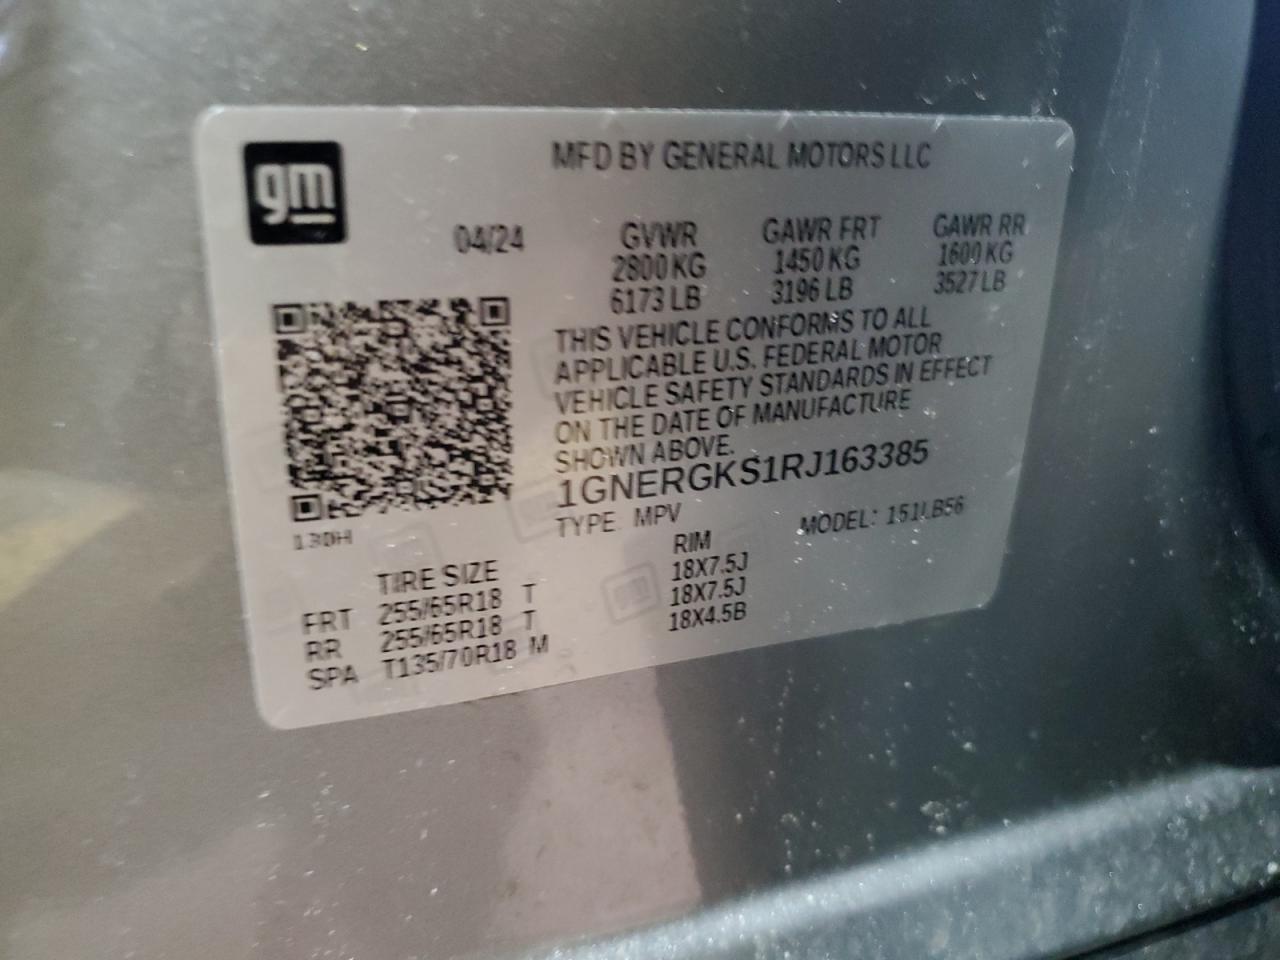 gm
MFD BY GENERAL MOTORS LLC
04/24 GVWR GAWR FRT GAWR RR
2800 KG 1450 KG 1600 KG
6173 LB 3196 LB 3527 LB
THIS VEHICLE CONFORMS TO ALL
APPLICABLE U.S. FEDERAL MOTOR
VEHICLE SAFETY STANDARDS IN EFFECT
ON THE DATE OF MANUFACTURE
SHOWN ABOVE.
1GNERGKS1RJ163385
TYPE: MPV MODEL: 151LB56
TIRE SIZE RIM
FRT 255/65R18 T 18X7.5J
RR 255/65R18 T 18X7.5J
SPA T135/70R18 M 18X4.5B